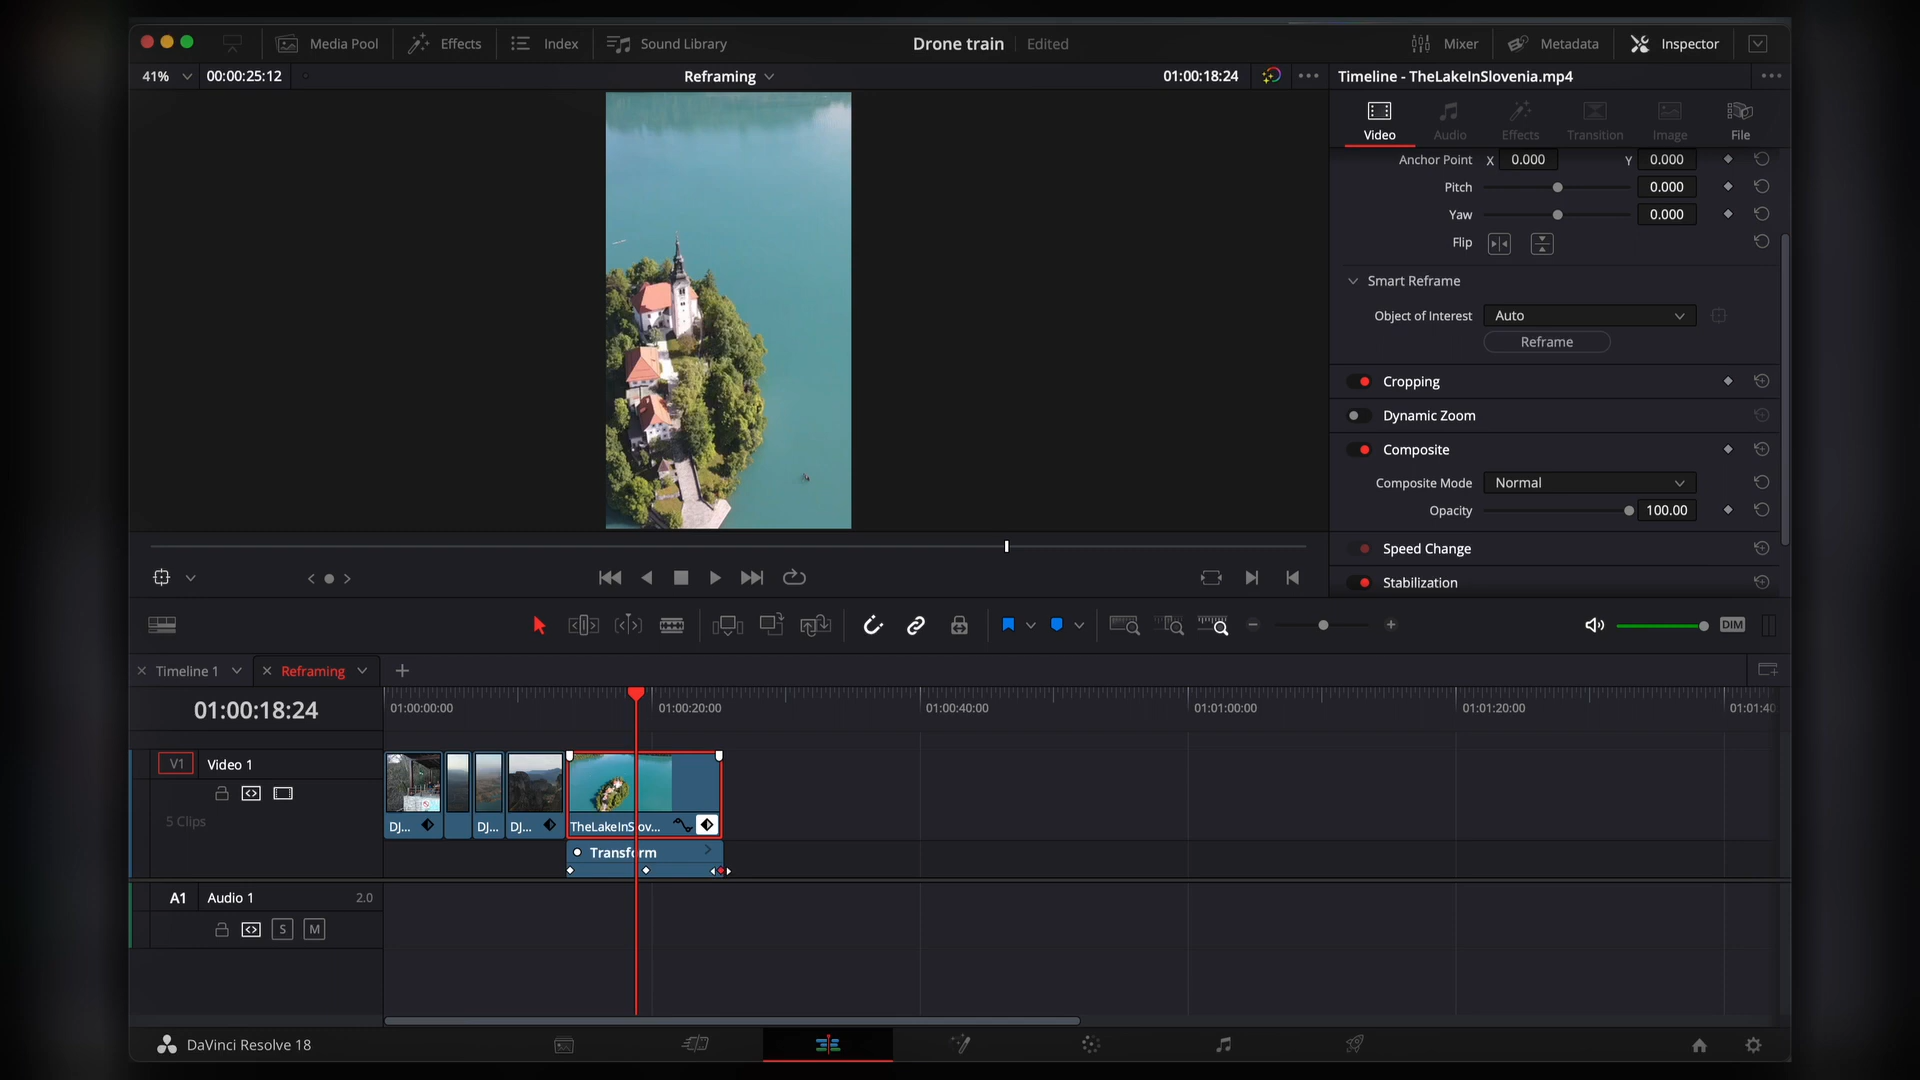 Media Pool Effects Index Sound Library Drone train Edited Mixer Metadata Inspector
41% 00:00:25:12 Reframing 01:00:18:24 Timeline - TheLakeInSlovenia.mp4
Video Audio Effects Transition Image File
Anchor Point X 0.000 Y 0.000
Pitch 0.000
Yaw 0.000
Flip
Smart Reframe
Object of Interest Auto
Reframe
Cropping
Dynamic Zoom
Composite
Composite Mode Normal
Opacity 100.00
Speed Change
Stabilization
DIM
Timeline 1 Reframing
01:00:18:24 01:00:00:00 01:00:20:00 01:00:40:00 01:01:00:00 01:01:20:00 01:01:40
V1 Video 1
5 Clips
DJ... DJ... DJ... TheLakeInSlov...
Transform
A1 Audio 1 2.0
S M
DaVinci Resolve 18